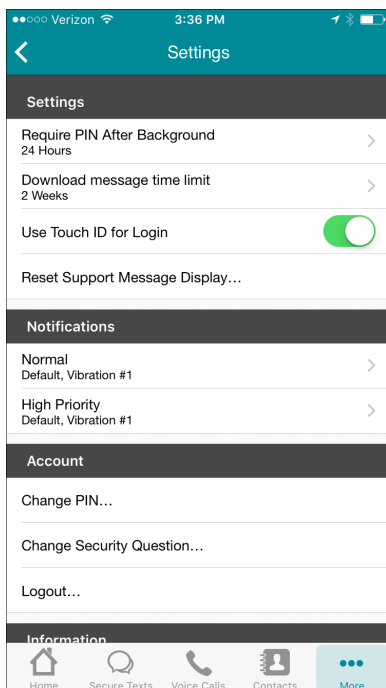 Verizon 3:36 PM
Settings
Settings
Require PIN After Background
24 Hours
Download message time limit
2 Weeks
Use Touch ID for Login
Reset Support Message Display…
Notifications
Normal
Default, Vibration #1
High Priority
Default, Vibration #1
Account
Change PIN…
Change Security Question…
Logout…
Information
Home Secure Texts Voice Calls Contacts More